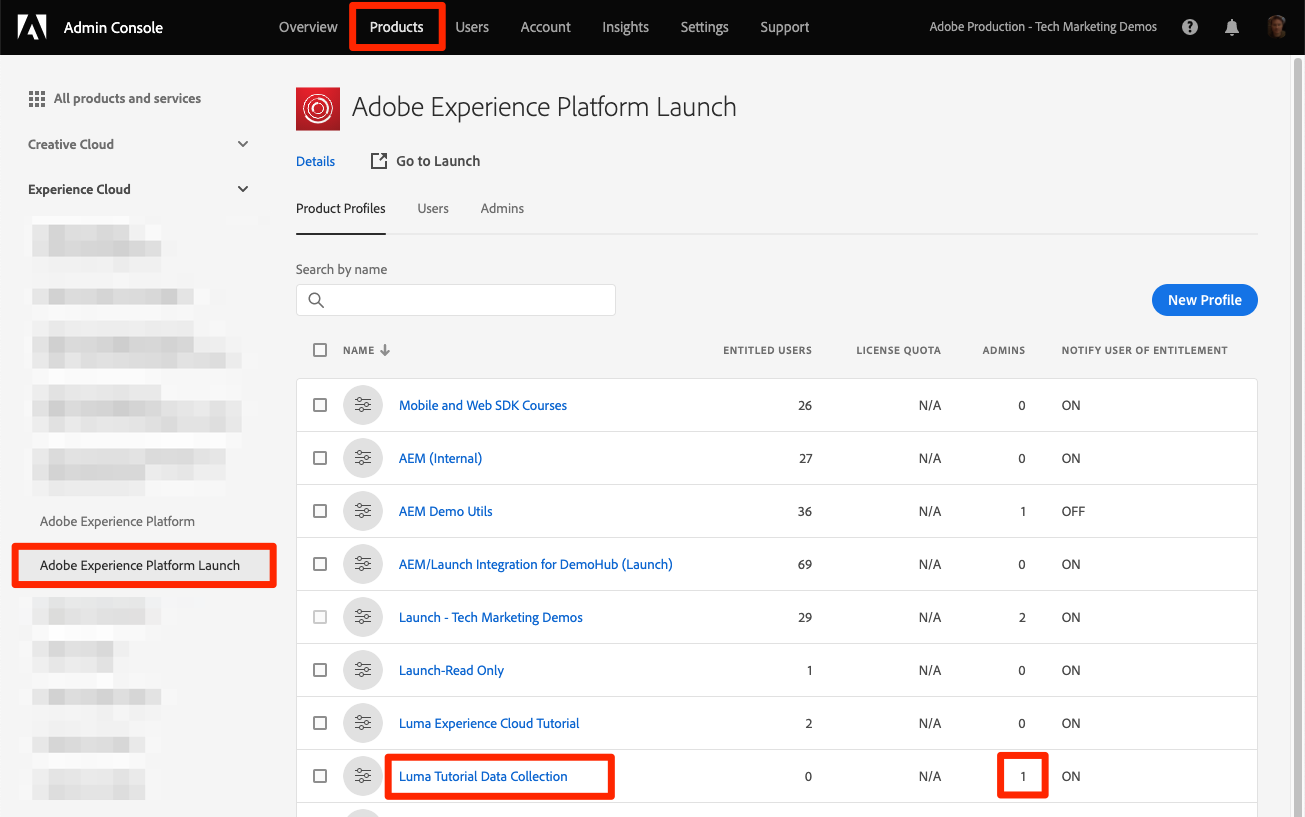 Admin Console
Overview Products Users Account Insights Settings Support
Adobe Production - Tech Marketing Demos
All products and services
Creative Cloud
Experience Cloud
Adobe Experience Platform
Adobe Experience Platform Launch
Adobe Experience Platform Launch
Details Go to Launch
Product Profiles Users Admins
Search by name
New Profile
NAME ENTITLED USERS LICENSE QUOTA ADMINS NOTIFY USER OF ENTITLEMENT
Mobile and Web SDK Courses 26 N/A 0 ON
AEM (Internal) 27 N/A 0 ON
AEM Demo Utils 36 N/A 1 OFF
AEM/Launch Integration for DemoHub (Launch) 69 N/A 0 ON
Launch - Tech Marketing Demos 29 N/A 2 ON
Launch-Read Only 1 N/A 0 ON
Luma Experience Cloud Tutorial 2 N/A 0 ON
Luma Tutorial Data Collection 0 N/A 1 ON